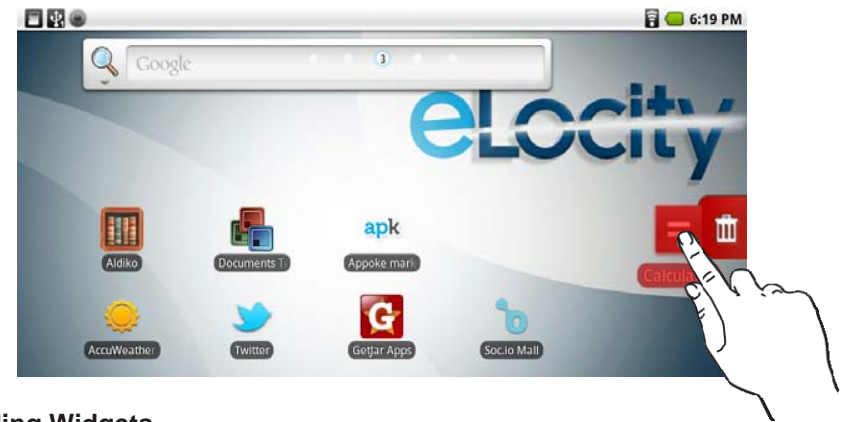 6:19 PM
Google
3
eLocity
apk
Aldiko
Documents T
Appoke mark
Calcula
G
AccuWeather
Twitter
GetJar Apps
Soc.io Mall
ing Widgets